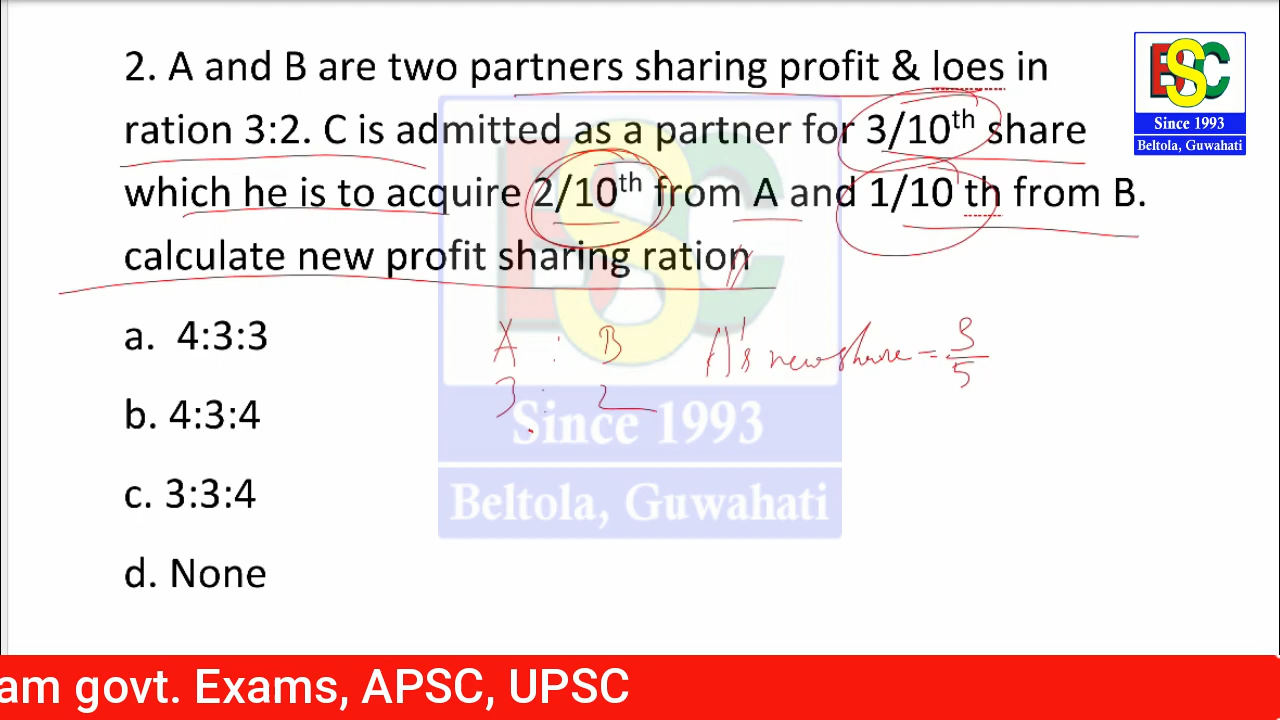 2. A and B are two partners sharing profit & loes in
ration 3:2. C is admitted as a partner for 3/10th share
which he is to acquire 2/10th from A and 1/10 th from B.
calculate new profit sharing ration
a. 4:3:3
b. 4:3:4
c. 3:3:4
d. None
A : B
3 : 2
A's new share = 3/5
ESC
Since 1993
Beltola, Guwahati
Since 1993
Beltola, Guwahati
am govt. Exams, APSC, UPSC